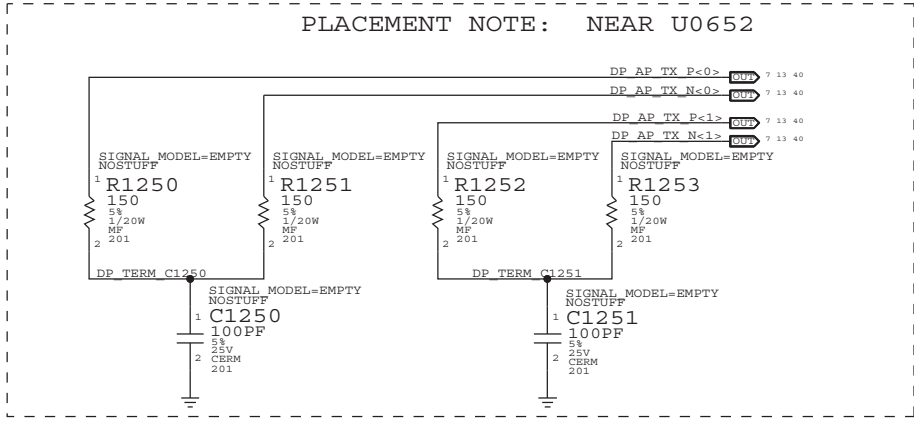 PLACEMENT NOTE: NEAR U0652
DP_AP_TX_P<0> OUT 7 13 40
DP_AP_TX_N<0> OUT 7 13 40
DP_AP_TX_P<1> OUT 7 13 40
DP_AP_TX_N<1> OUT 7 13 40
SIGNAL_MODEL=EMPTY
NOSTUFF
1 R1250
150
5%
1/20W
MF
2 201
SIGNAL_MODEL=EMPTY
NOSTUFF
1 R1251
150
5%
1/20W
MF
2 201
SIGNAL_MODEL=EMPTY
NOSTUFF
1 R1252
150
5%
1/20W
MF
2 201
SIGNAL_MODEL=EMPTY
NOSTUFF
1 R1253
150
5%
1/20W
MF
2 201
DP_TERM_C1250
SIGNAL_MODEL=EMPTY
NOSTUFF
1 C1250
100PF
5%
25V
2 CERM
201
DP_TERM_C1251
SIGNAL_MODEL=EMPTY
NOSTUFF
1 C1251
100PF
5%
25V
2 CERM
201